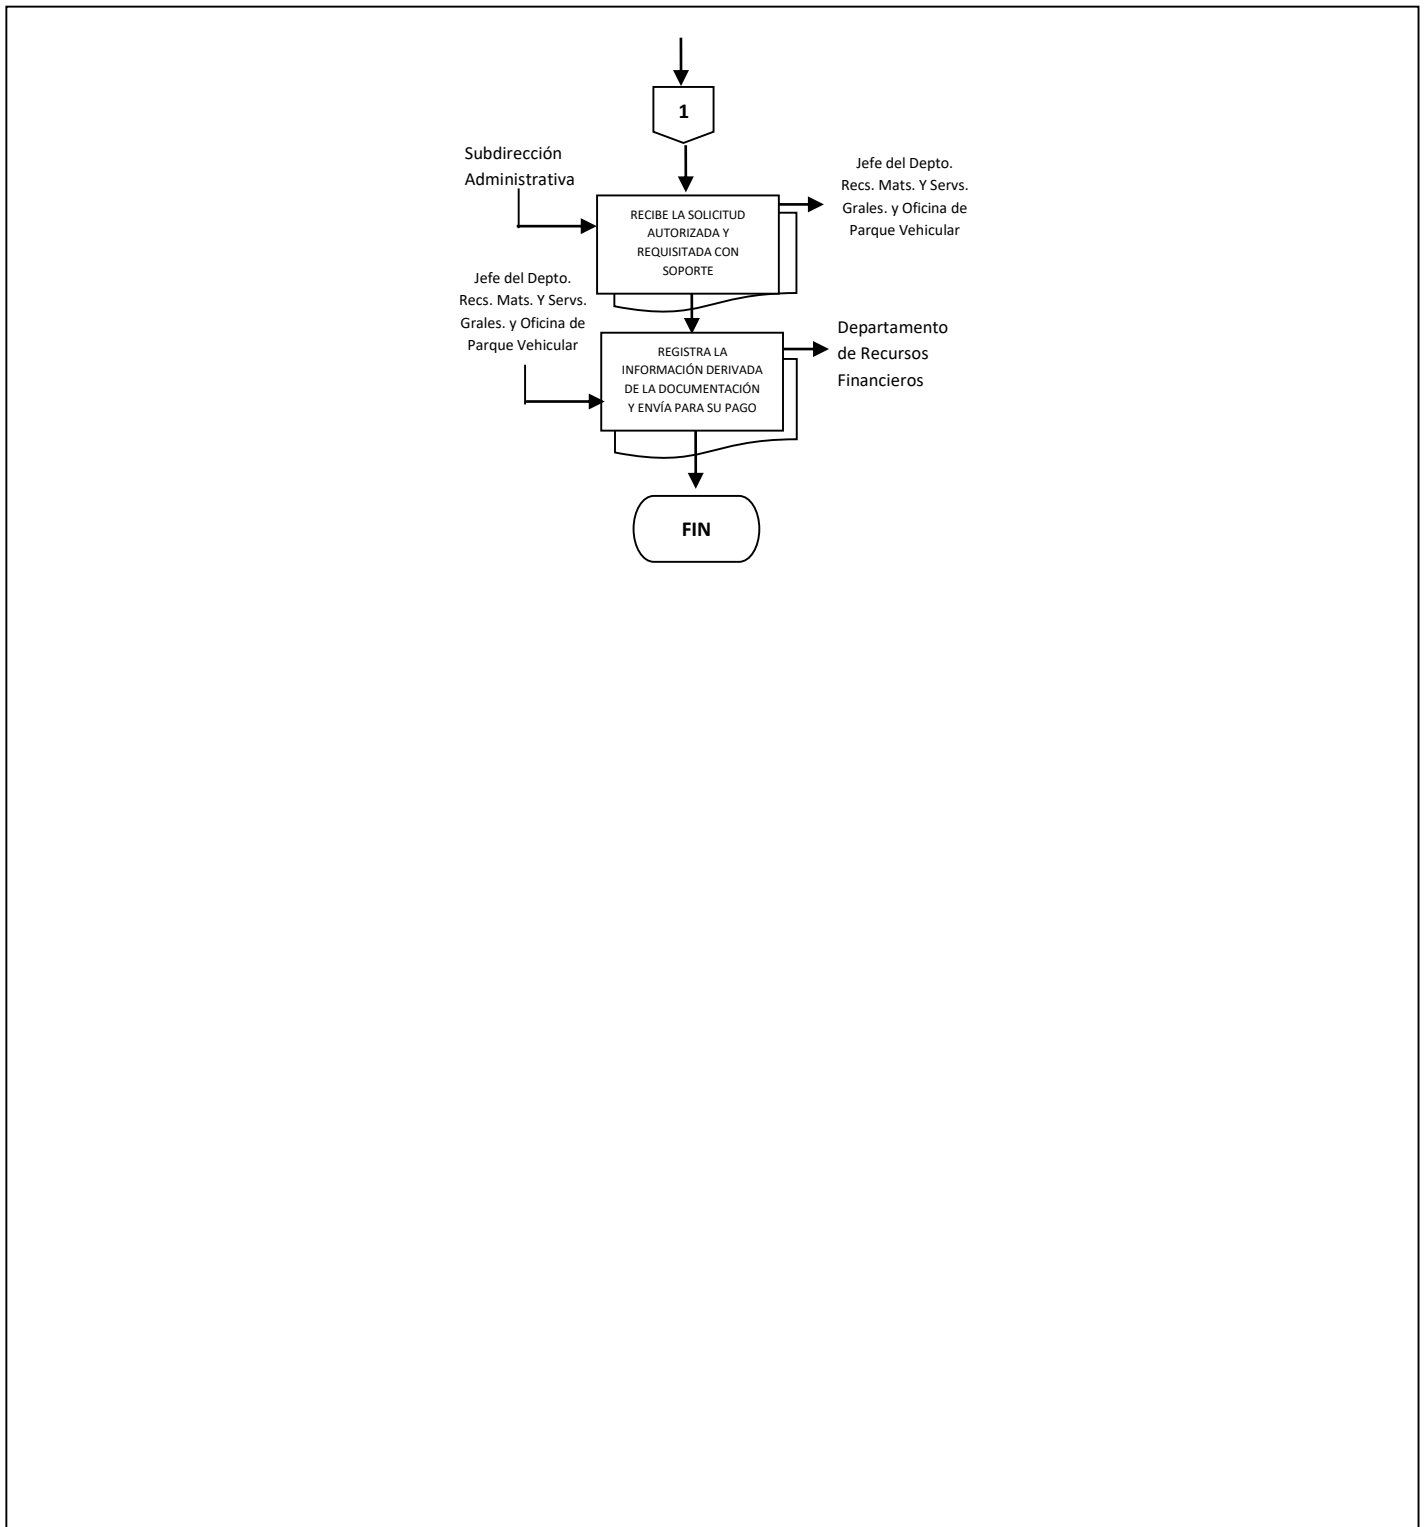 1
Subdirección
Administrativa
RECIBE LA SOLICITUD
AUTORIZADA Y
REQUISITADA CON
SOPORTE
Jefe del Depto.
Recs. Mats. Y Servs.
Grales. y Oficina de
Parque Vehicular
Jefe del Depto.
Recs. Mats. Y Servs.
Grales. y Oficina de
Parque Vehicular
REGISTRA LA
INFORMACIÓN DERIVADA
DE LA DOCUMENTACIÓN
Y ENVÍA PARA SU PAGO
Departamento
de Recursos
Financieros
FIN